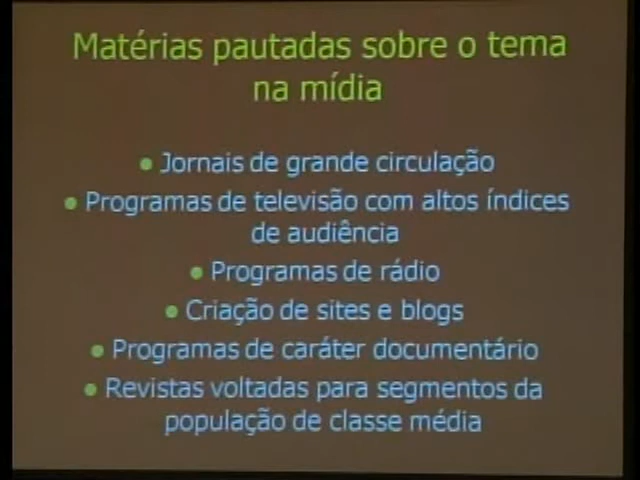 Matérias pautadas sobre o tema
na mídia
● Jornais de grande circulação
● Programas de televisão com altos índices
de audiência
● Programas de rádio
● Criação de sites e blogs
● Programas de caráter documentário
● Revistas voltadas para segmentos da
população de classe média